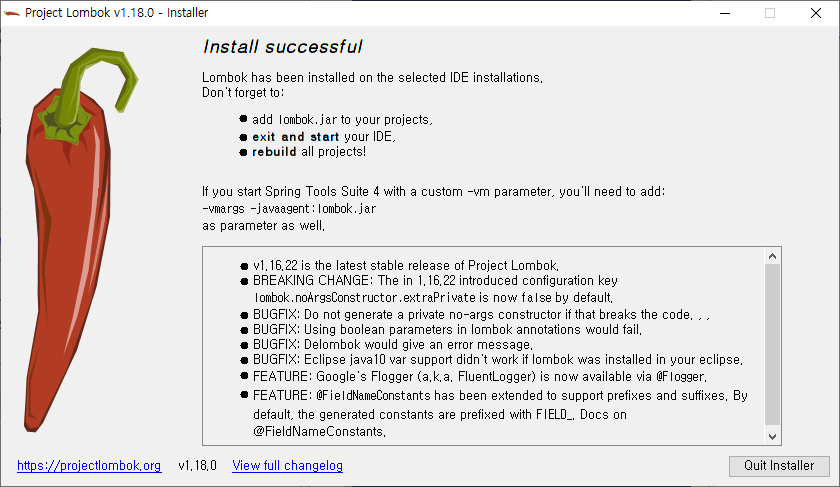 Project Lombok v1.18.0 - Installer
Install successful
Lombok has been installed on the selected IDE installations.
Don't forget to:
● add lombok.jar to your projects,
● exit and start your IDE,
● rebuild all projects!
If you start Spring Tools Suite 4 with a custom -vm parameter, you'll need to add:
-vmargs -javaagent:lombok.jar
as parameter as well.
● v1.16.22 is the latest stable release of Project Lombok.
● BREAKING CHANGE: The in 1.16.22 introduced configuration key
lombok.noArgsConstructor.extraPrivate is now false by default.
● BUGFIX: Do not generate a private no-args constructor if that breaks the code. . .
● BUGFIX: Using boolean parameters in lombok annotations would fail.
● BUGFIX: Delombok would give an error message.
● BUGFIX: Eclipse java10 var support didn't work if lombok was installed in your eclipse.
● FEATURE: Google's Flogger (a.k.a. FluentLogger) is now available via @Flogger.
● FEATURE: @FieldNameConstants has been extended to support prefixes and suffixes. By
default, the generated constants are prefixed with FIELD_. Docs on
@FieldNameConstants.
https://projectlombok.org v1.18.0 View full changelog Quit Installer